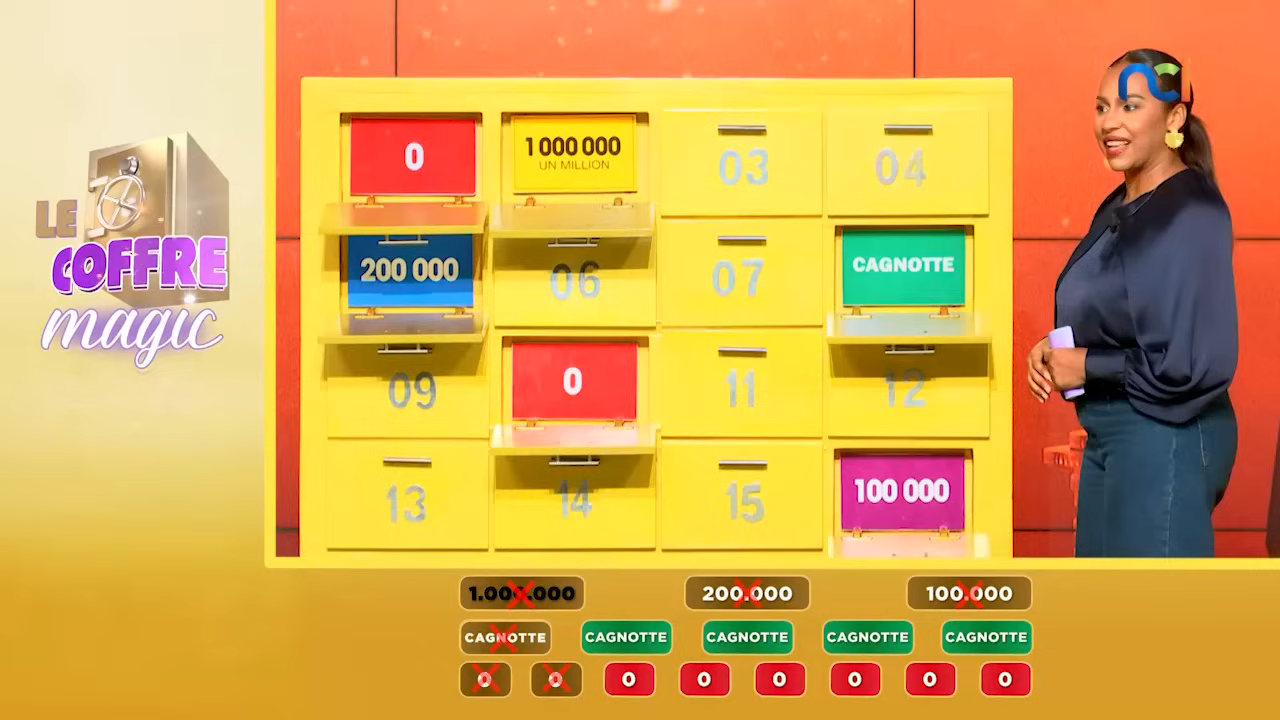 LE
COFFRE
magic
0
1 000 000
UN MILLION
03
04
200 000
06
07
CAGNOTTE
09
0
11
12
13
14
15
100 000
nci
1.000.000
200.000
100.000
CAGNOTTE CAGNOTTE CAGNOTTE CAGNOTTE CAGNOTTE
0 0 0 0 0 0 0 0